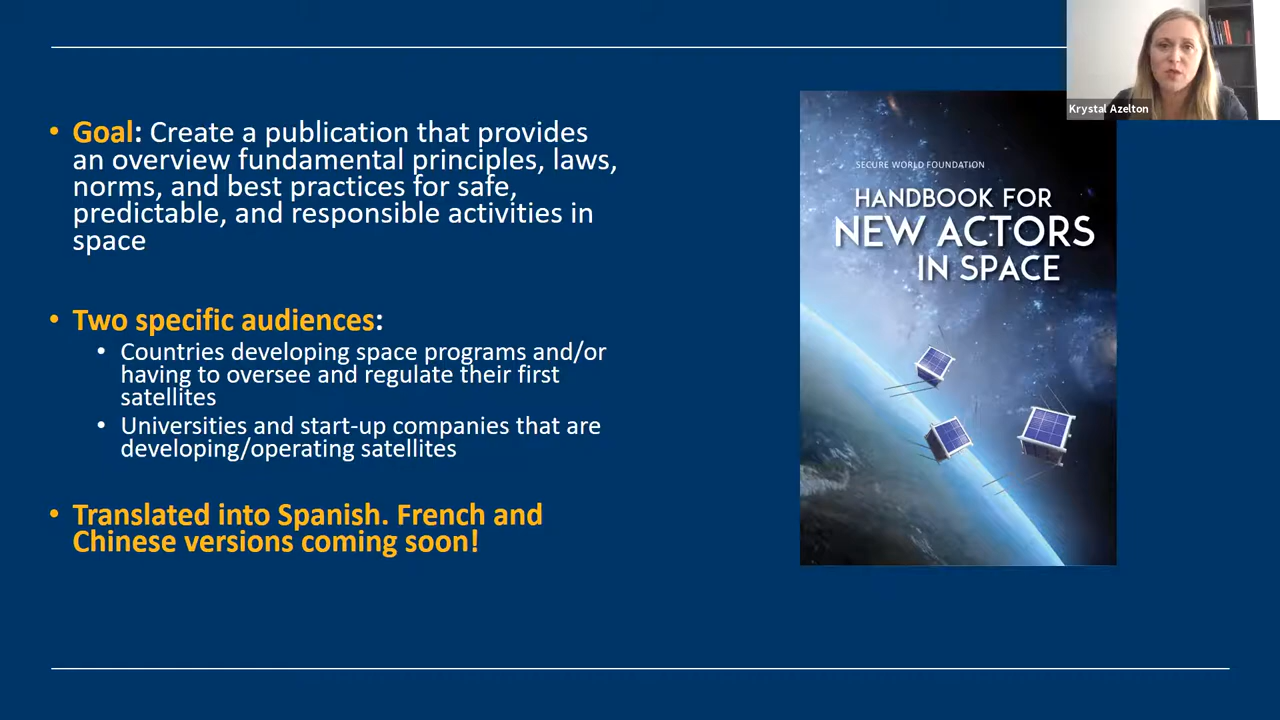 Krystal Azelton
• Goal: Create a publication that provides
an overview fundamental principles, laws,
norms, and best practices for safe,
predictable, and responsible activities in
space
• Two specific audiences:
• Countries developing space programs and/or
having to oversee and regulate their first
satellites
• Universities and start-up companies that are
developing/operating satellites
• Translated into Spanish. French and
Chinese versions coming soon!
SECURE WORLD FOUNDATION
HANDBOOK FOR
NEW ACTORS
IN SPACE